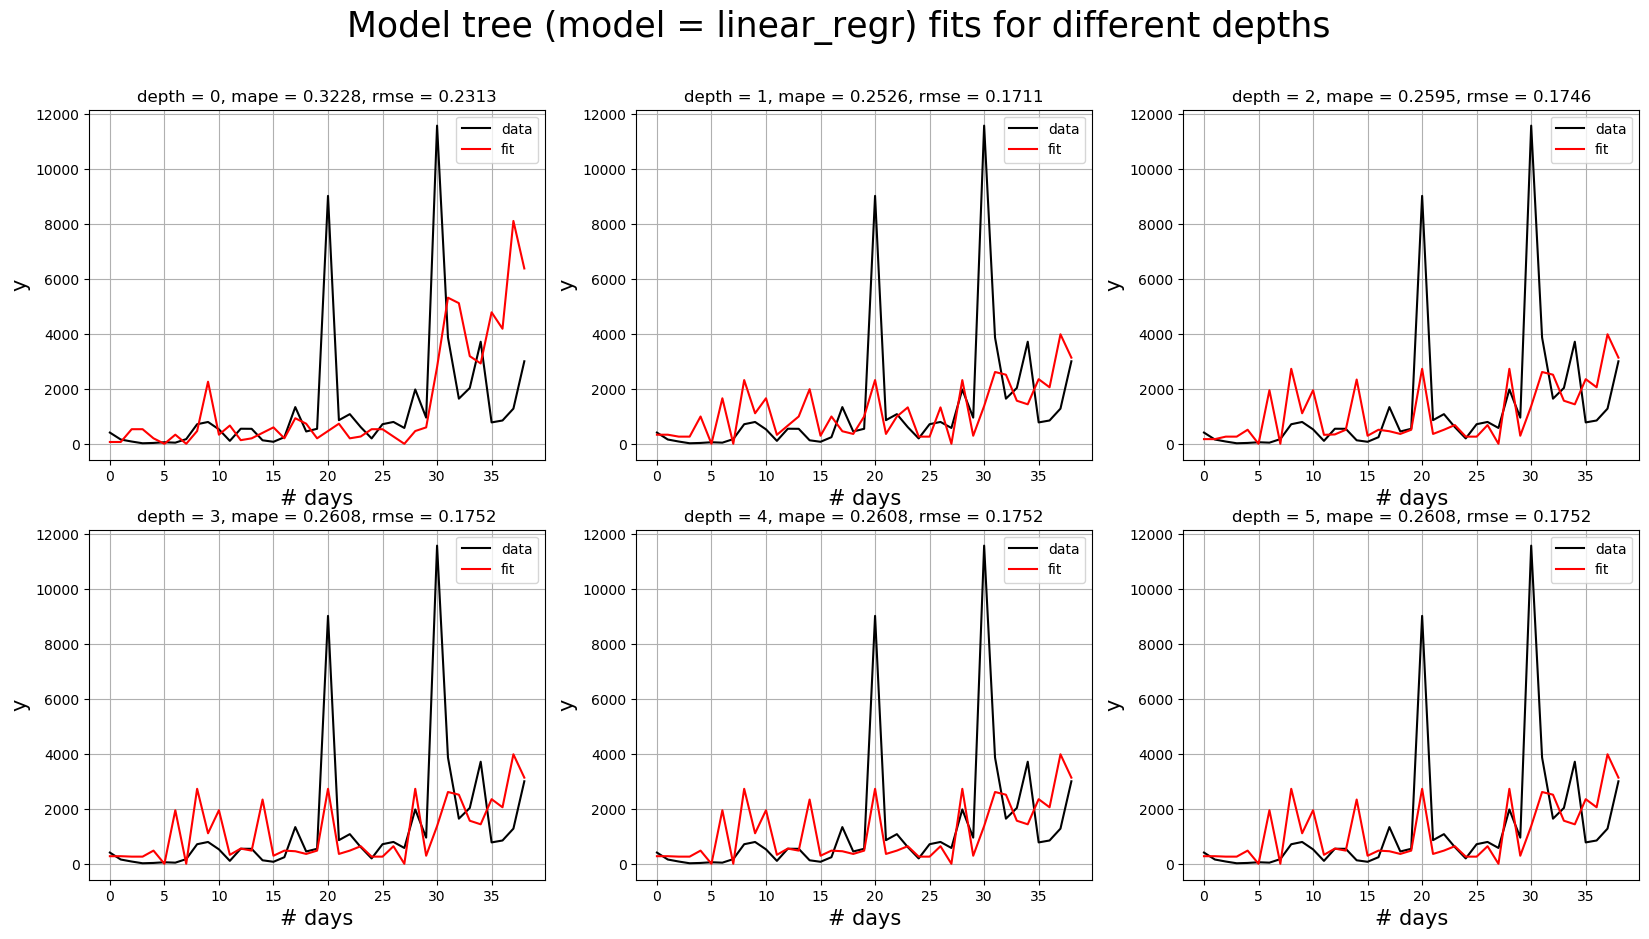 Model tree (model = linear_regr) fits for different depths
depth = 0, mape = 0.3228, rmse = 0.2313
12000
10000
8000
6000
4000
2000
0
y
data
fit
0 5 10 15 20 25 30 35
# days
depth = 1, mape = 0.2526, rmse = 0.1711
12000
10000
8000
6000
4000
2000
0
y
data
fit
0 5 10 15 20 25 30 35
# days
depth = 2, mape = 0.2595, rmse = 0.1746
12000
10000
8000
6000
4000
2000
0
y
data
fit
0 5 10 15 20 25 30 35
# days
depth = 3, mape = 0.2608, rmse = 0.1752
12000
10000
8000
6000
4000
2000
0
y
data
fit
0 5 10 15 20 25 30 35
# days
depth = 4, mape = 0.2608, rmse = 0.1752
12000
10000
8000
6000
4000
2000
0
y
data
fit
0 5 10 15 20 25 30 35
# days
depth = 5, mape = 0.2608, rmse = 0.1752
12000
10000
8000
6000
4000
2000
0
y
data
fit
0 5 10 15 20 25 30 35
# days